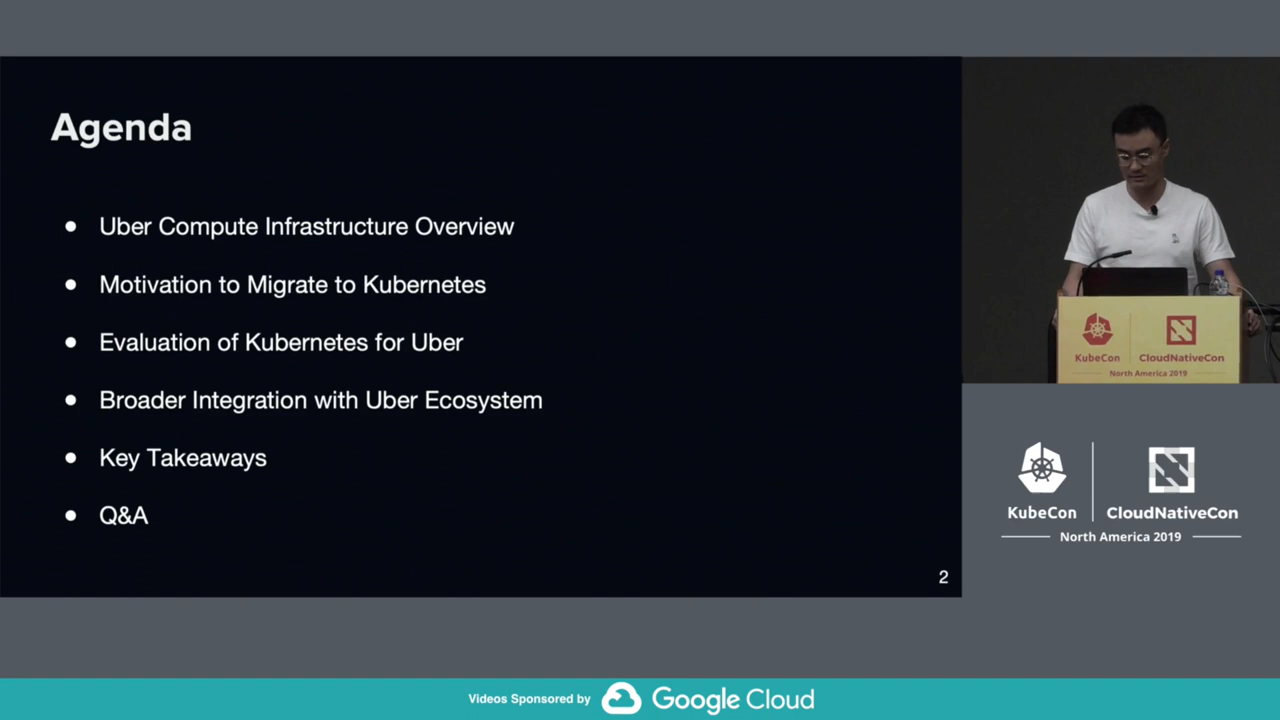 Agenda
● Uber Compute Infrastructure Overview
● Motivation to Migrate to Kubernetes
● Evaluation of Kubernetes for Uber
● Broader Integration with Uber Ecosystem
● Key Takeaways
● Q&A
2
KubeCon
CloudNativeCon
North America 2019
KubeCon
CloudNativeCon
North America 2019
Videos Sponsored by Google Cloud